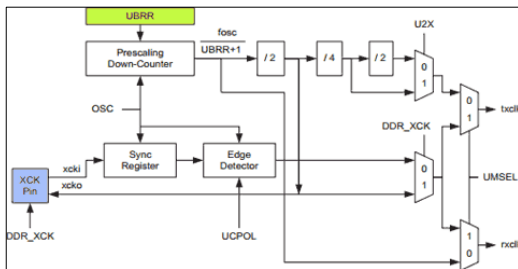 UBRR
fosc
U2X
Prescaling
Down-Counter
UBRR+1
/ 2
/ 4
/ 2
0
1
OSC
0
1
txclk
DDR_XCK
Sync
Register
Edge
Detector
xcki
0
1
UMSEL
XCK
Pin
xcko
DDR_XCK
UCPOL
1
0
rxclk